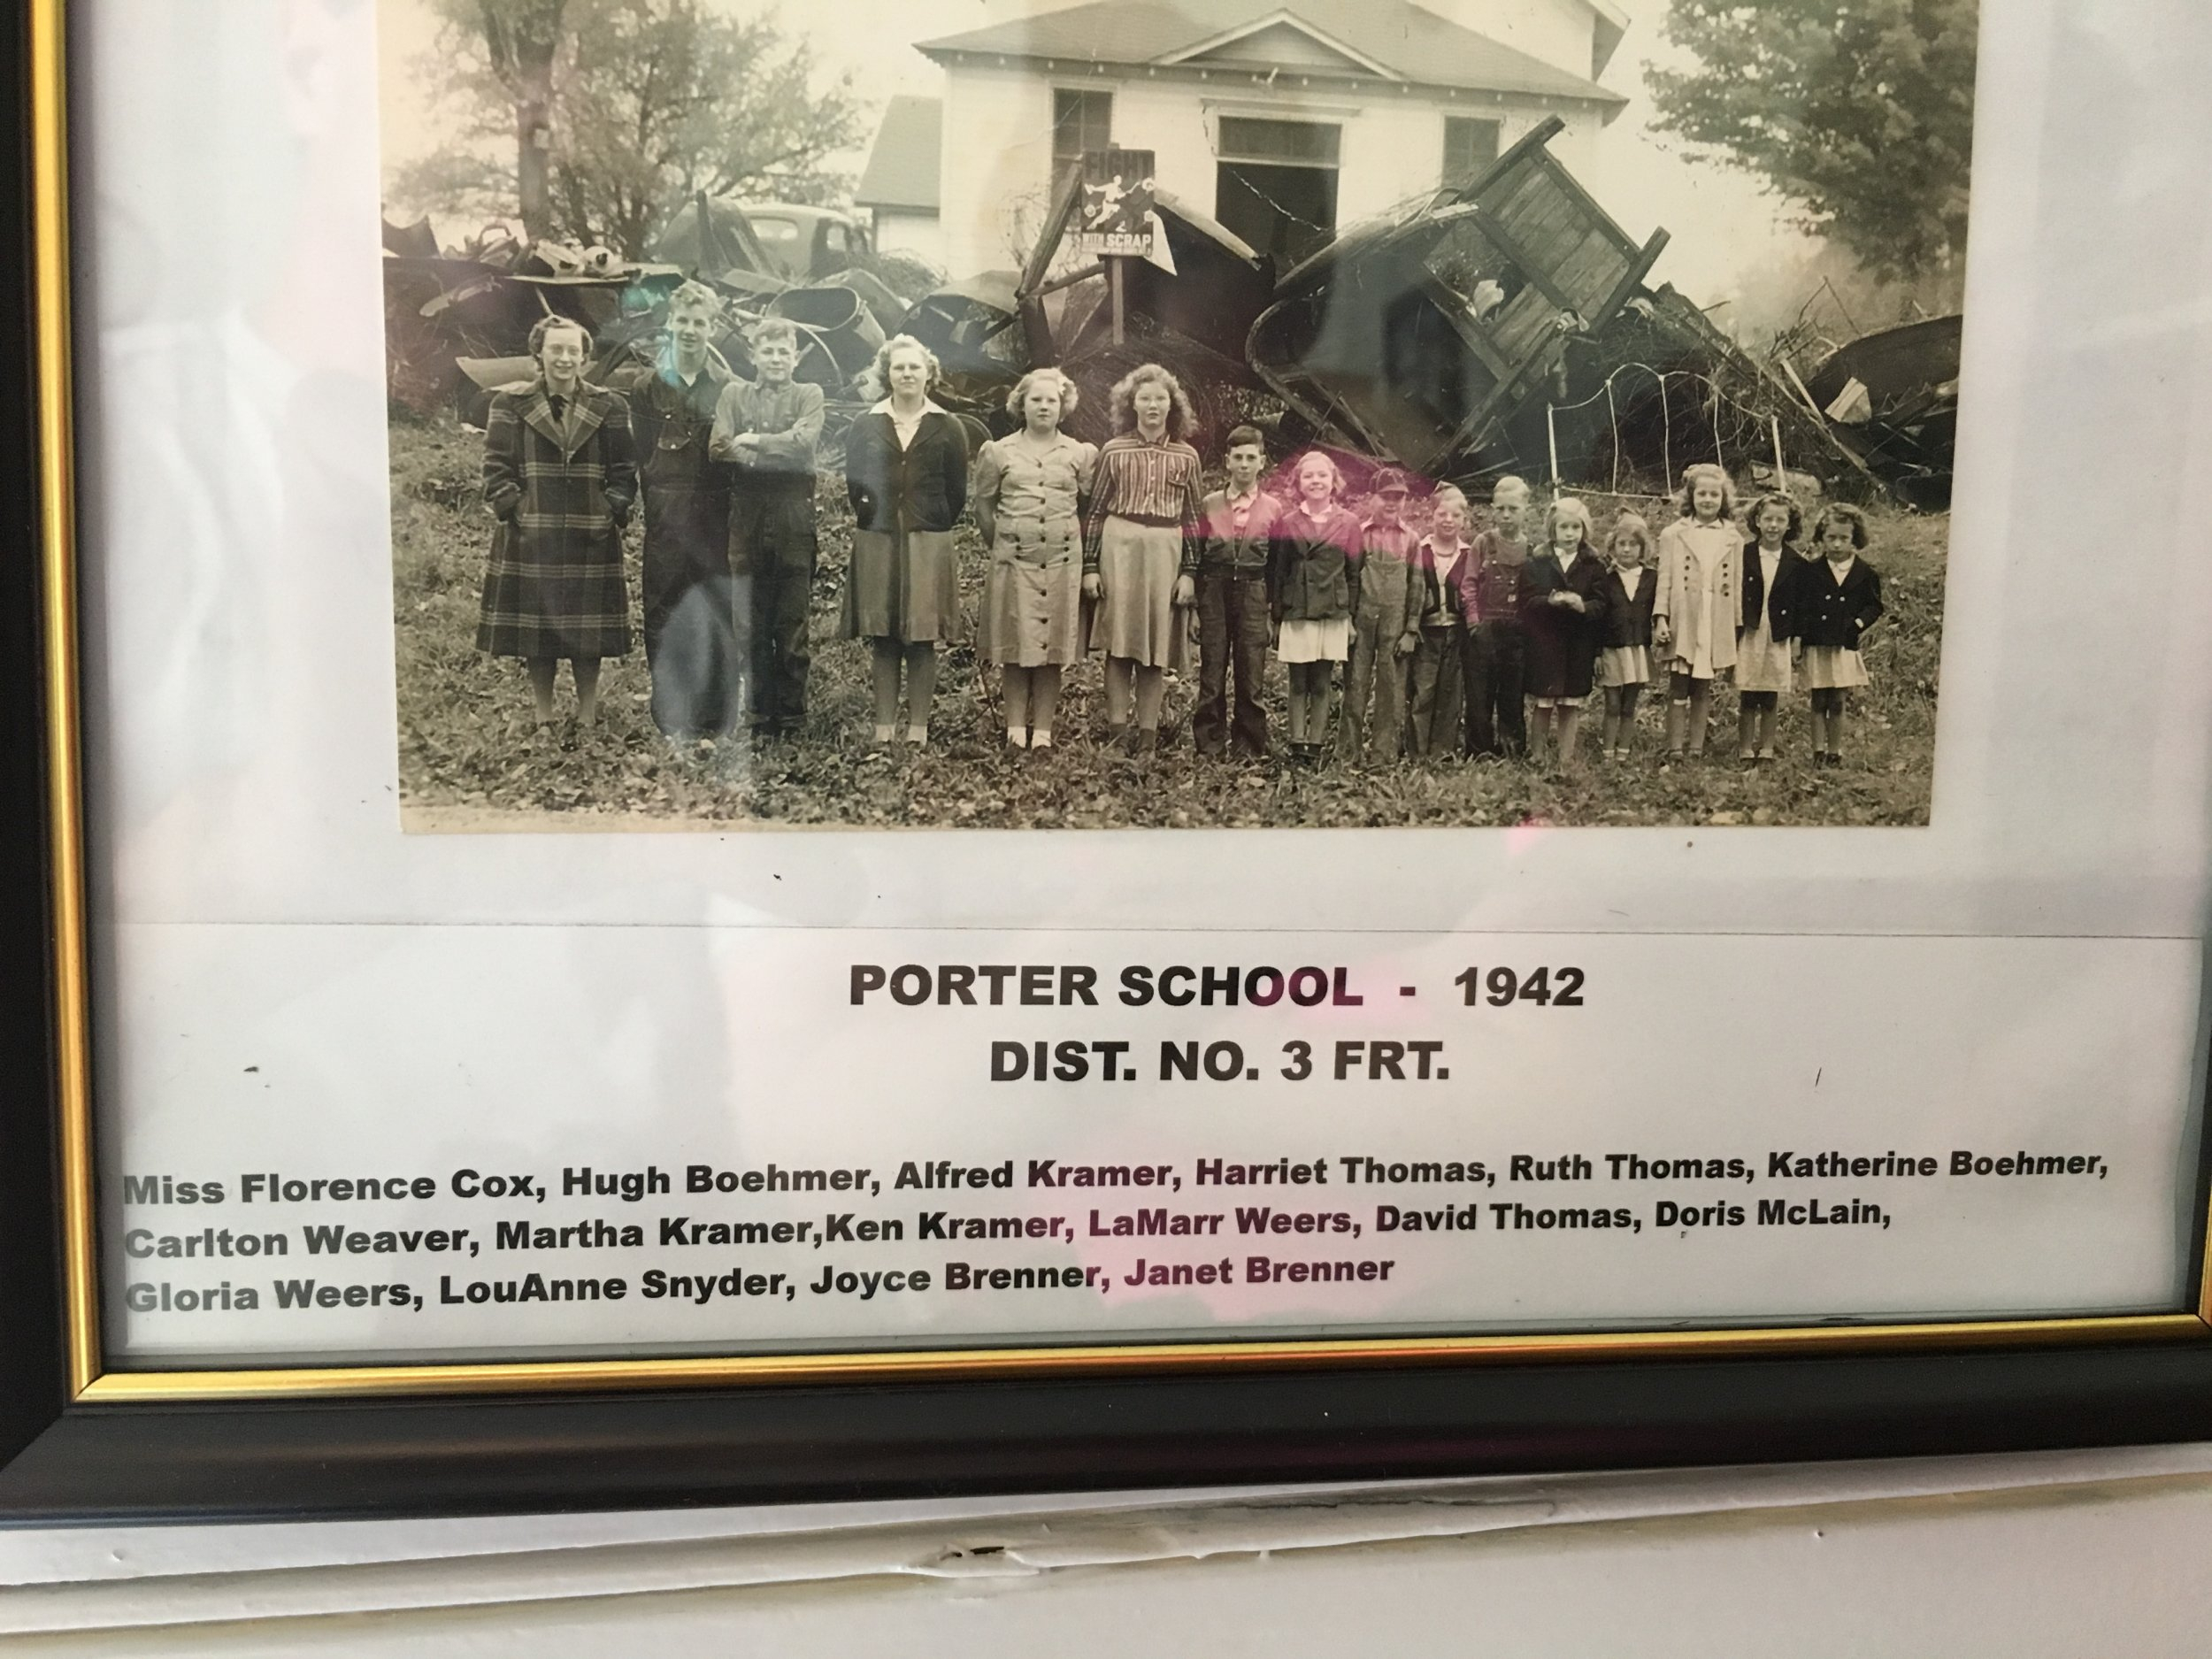 FIGHT
WITH SCRAP
PORTER SCHOOL - 1942
DIST. NO. 3 FRT.
Miss Florence Cox, Hugh Boehmer, Alfred Kramer, Harriet Thomas, Ruth Thomas, Katherine Boehmer,
Carlton Weaver, Martha Kramer,Ken Kramer, LaMarr Weers, David Thomas, Doris McLain,
Gloria Weers, LouAnne Snyder, Joyce Brenner, Janet Brenner